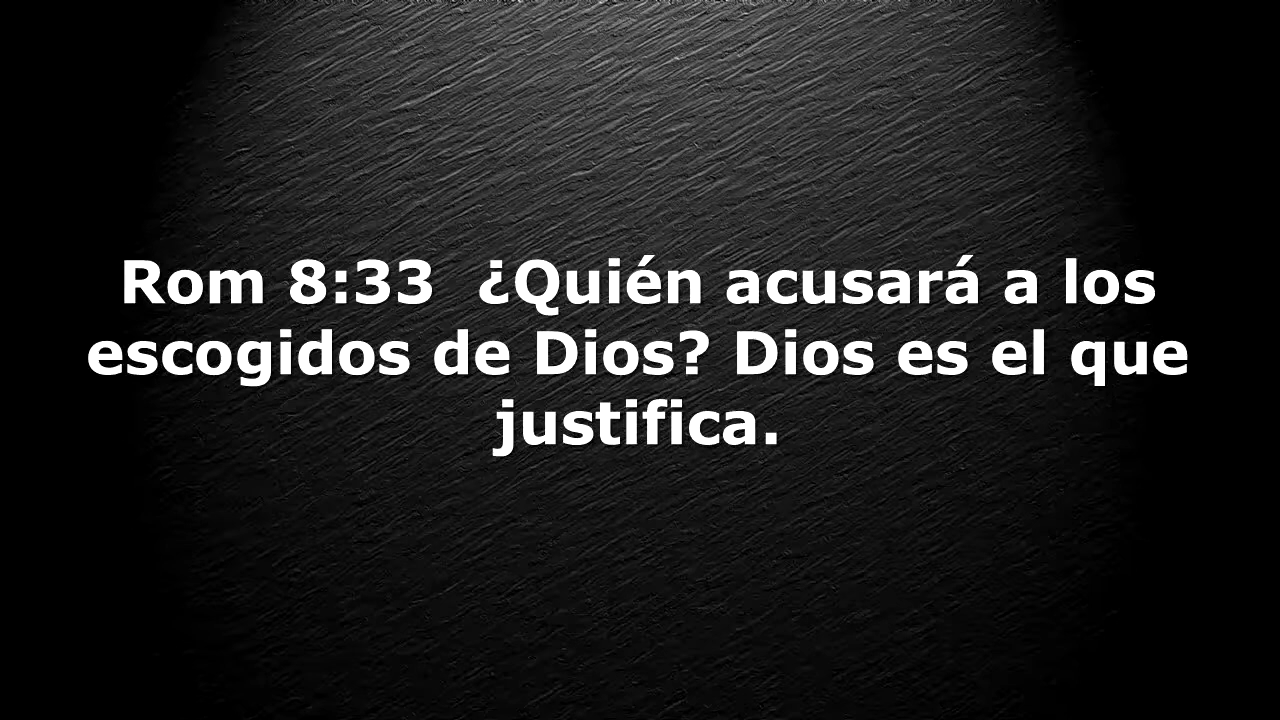 Rom 8:33  ¿Quién acusará a los
escogidos de Dios? Dios es el que
justifica.